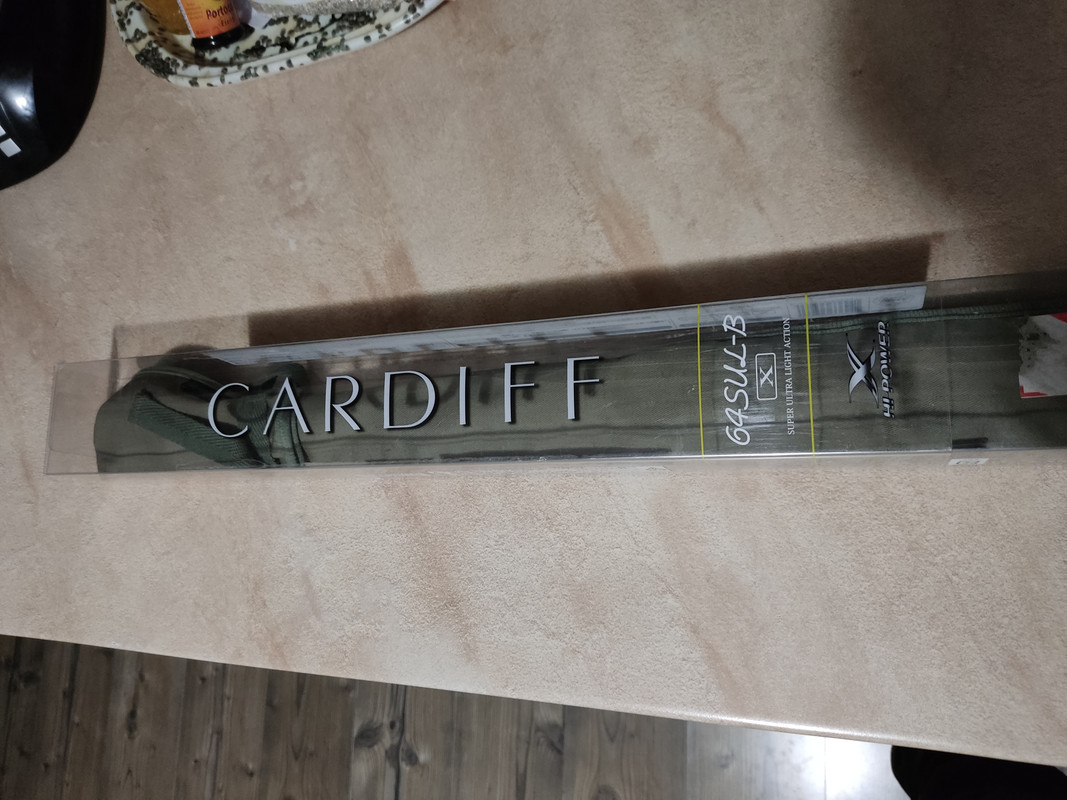 CARDIFF
64SUL-B
X
SUPER ULTRA LIGHT ACTION
X
HI-POWER